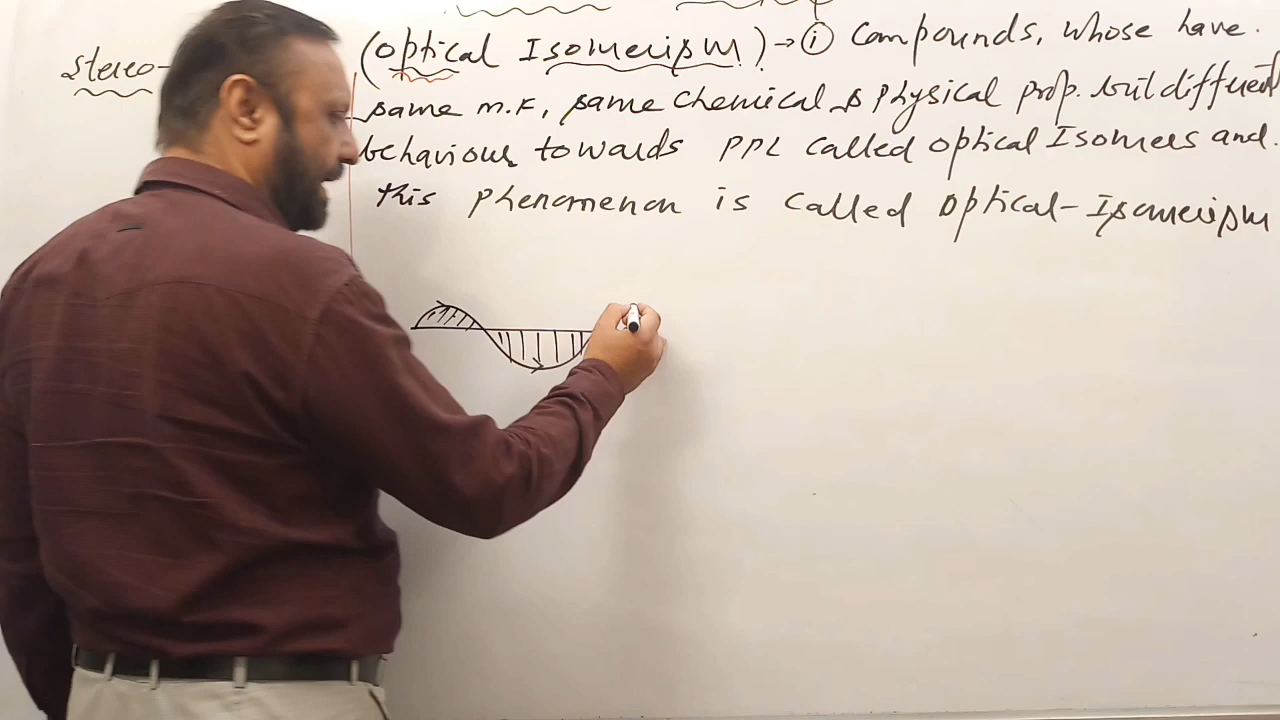 Stereo-
(optical Isomerism) → (i) Compounds, whose have.
same m.F, same chemical & physical prop. but different
behaviour towards PPL called optical Isomers and.
this phenomenon is called optical-Isomerism